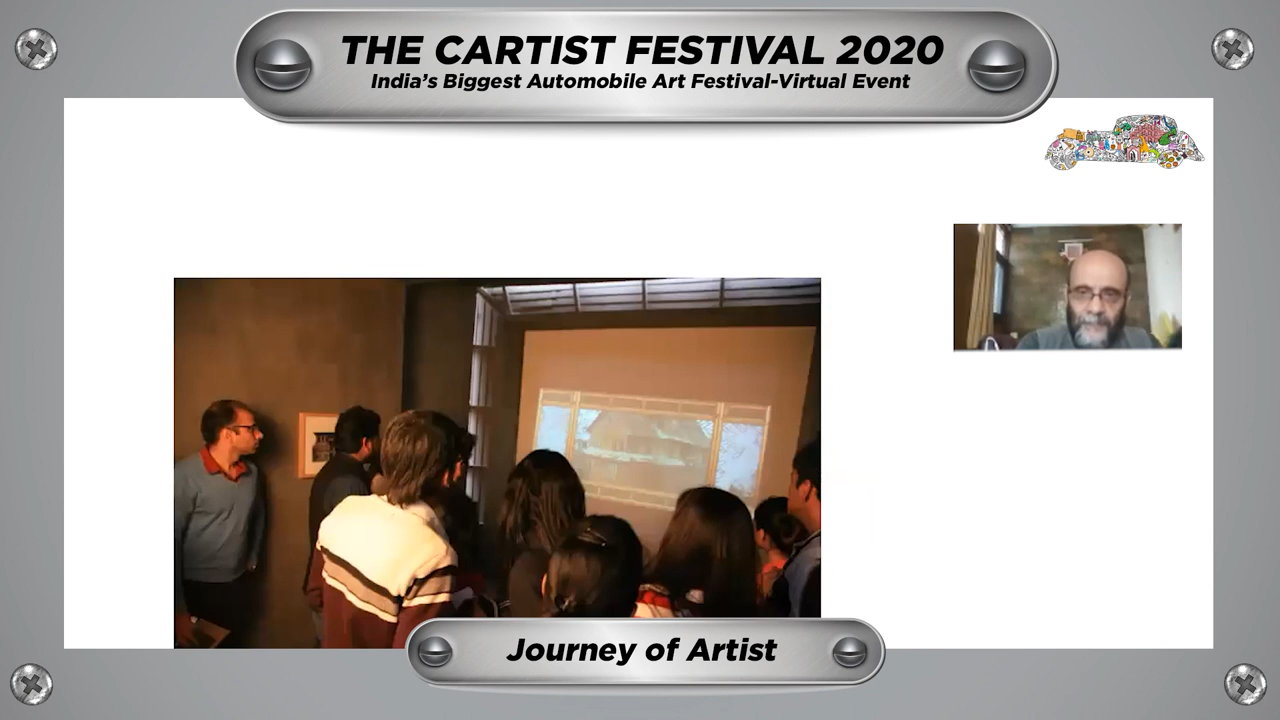 THE CARTIST FESTIVAL 2020
India's Biggest Automobile Art Festival-Virtual Event
Journey of Artist